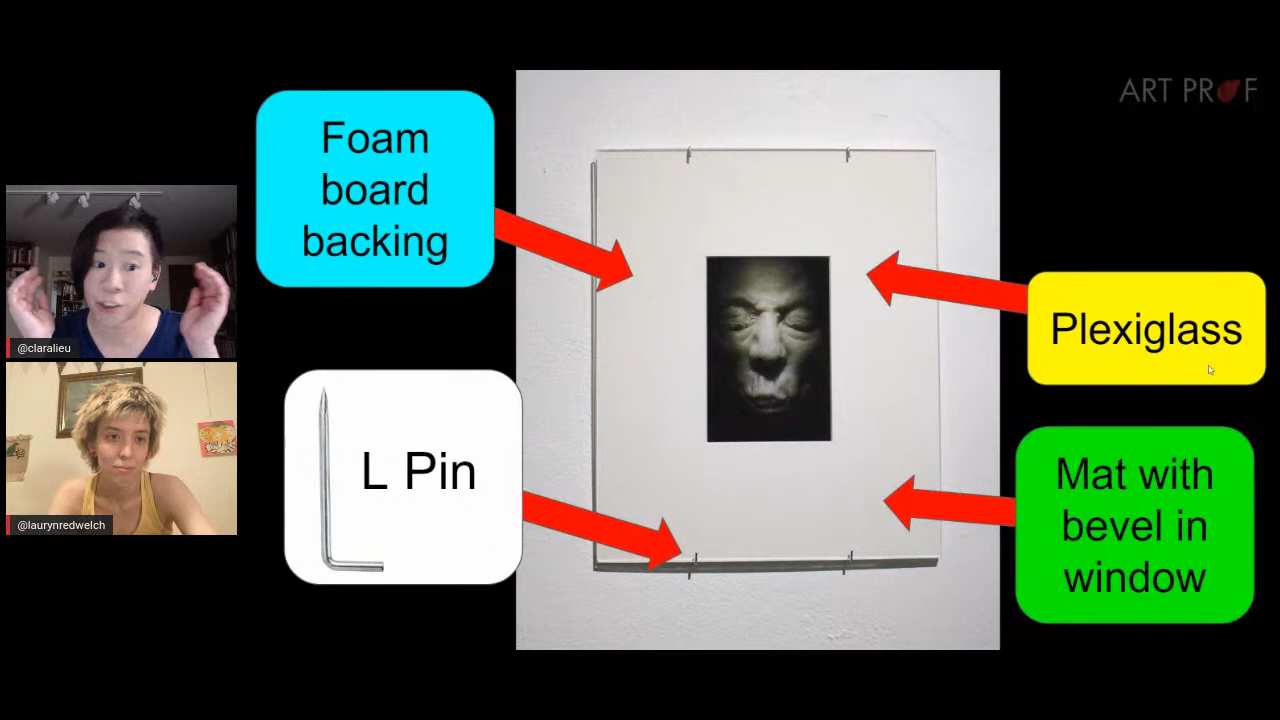 ART PROF
Foam
board
backing
Plexiglass
@claralieu
L Pin
Mat with
bevel in
window
@laurynredwelch